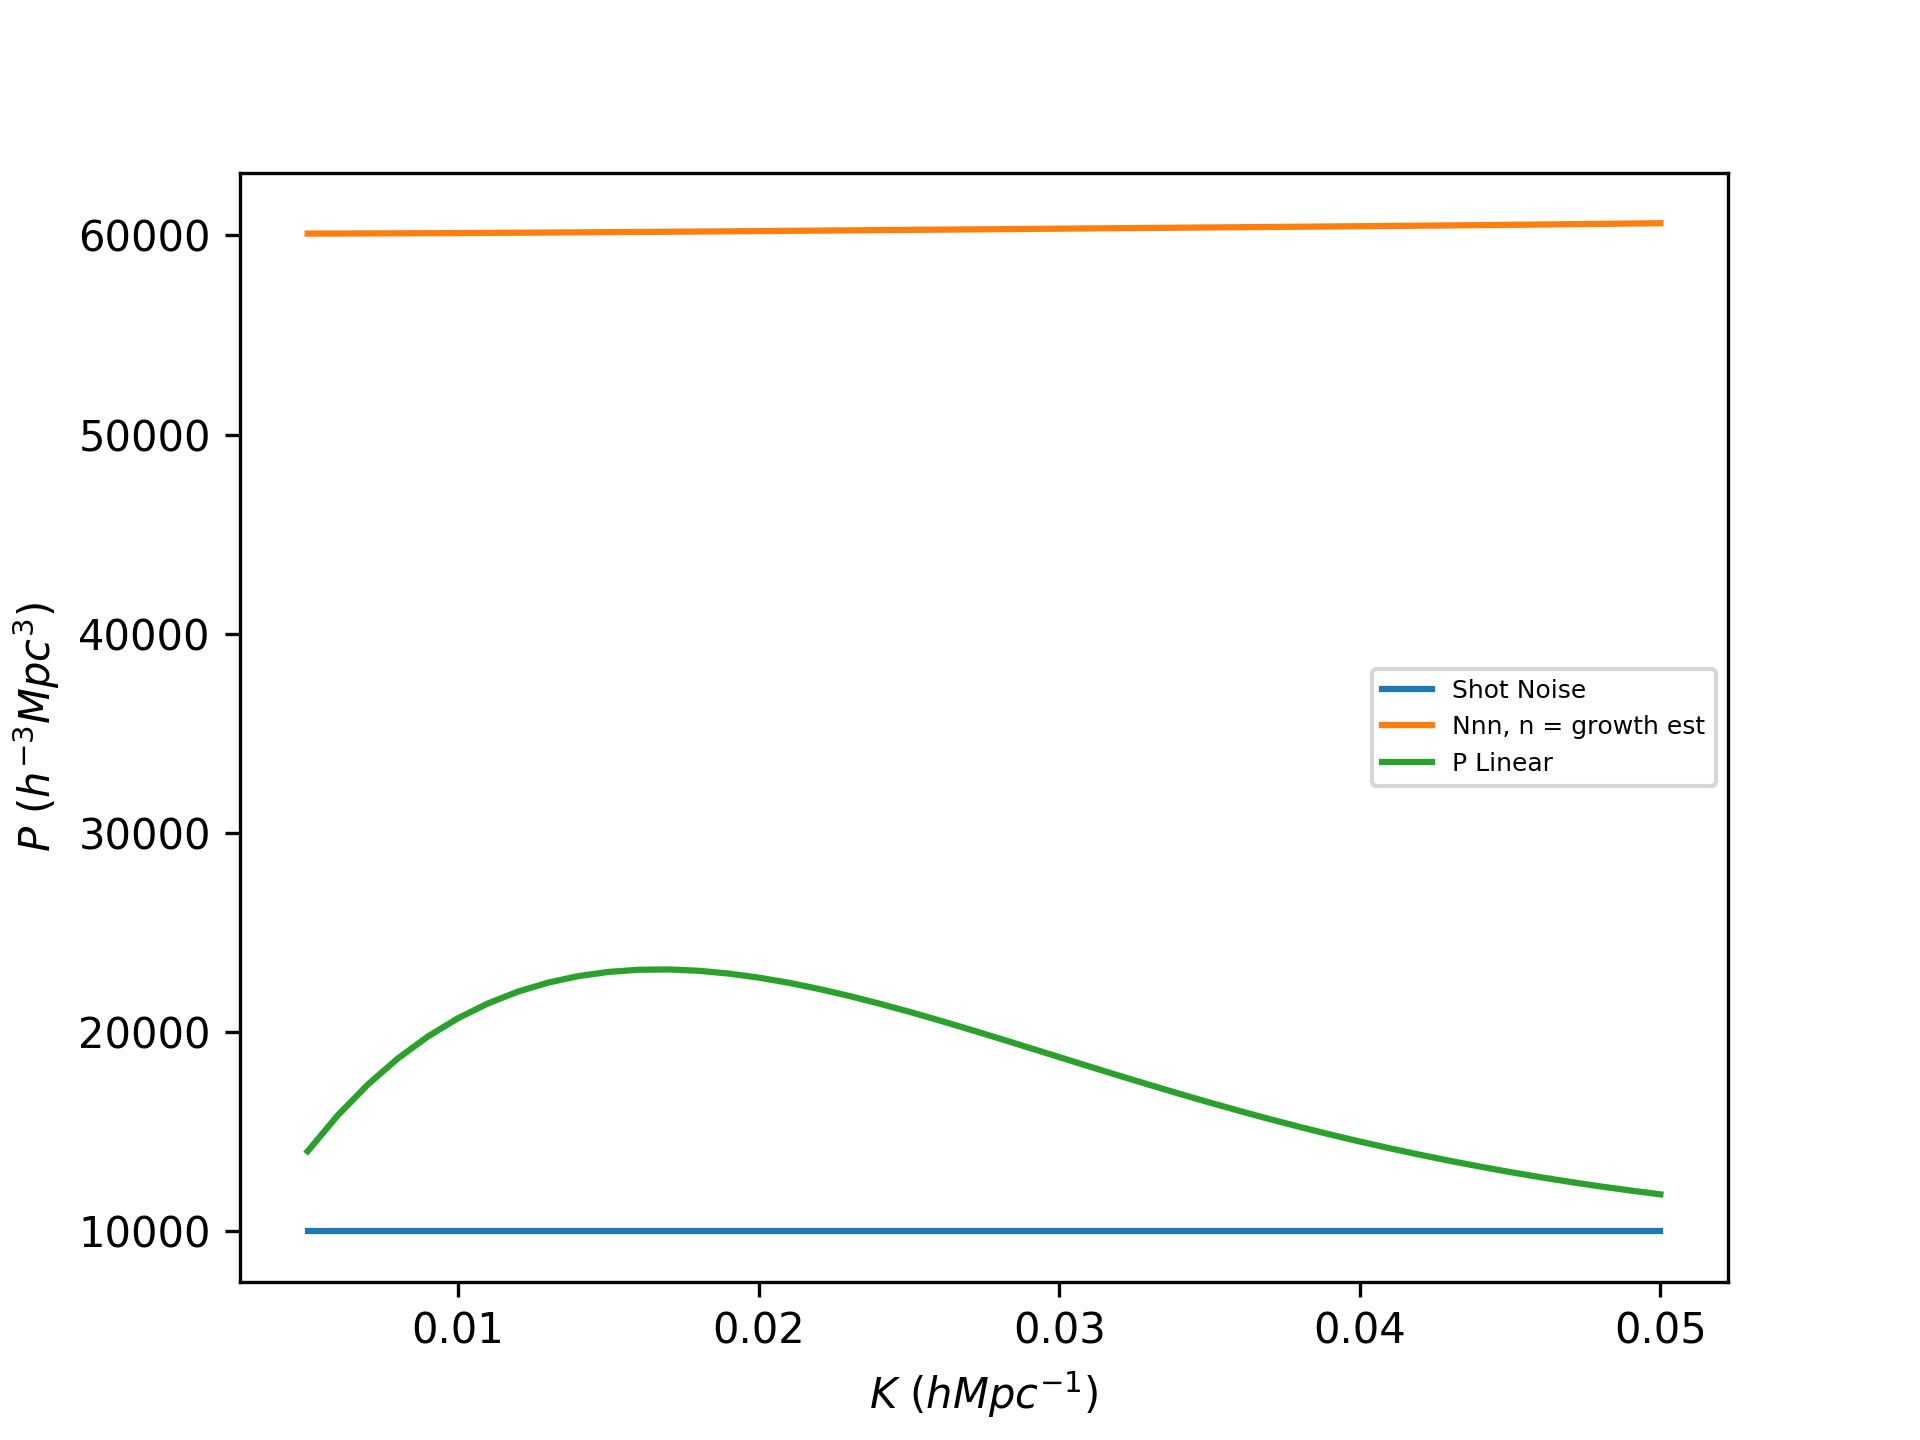 60000
50000
40000
30000
20000
10000
P (h⁻³Mpc³)
Shot Noise
Nnn, n = growth est
P Linear
0.01 0.02 0.03 0.04 0.05
K (hMpc⁻¹)